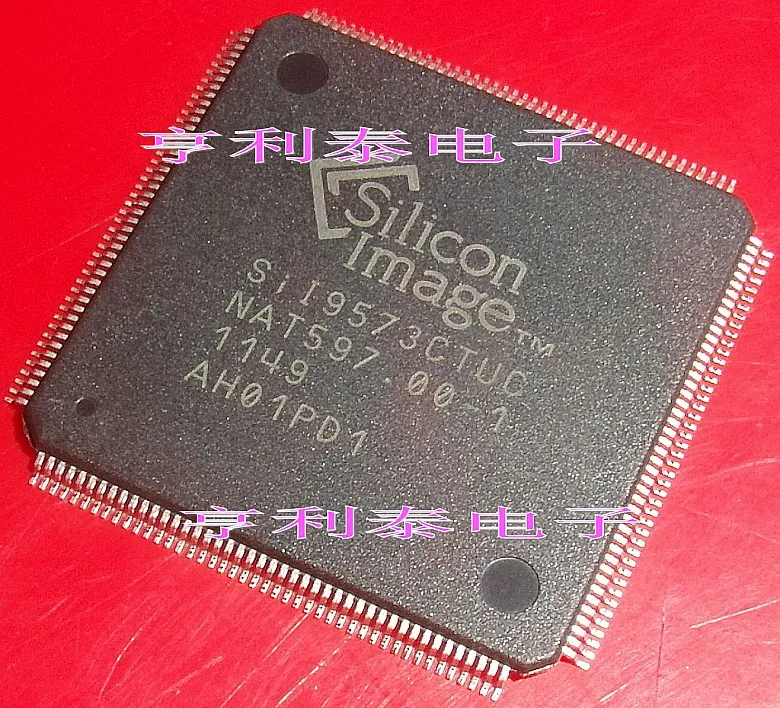 亨利泰电子
Silicon
Image™
SiI9573CTUC
NAT597.00-1
1149
AH01PD1
亨利泰电子